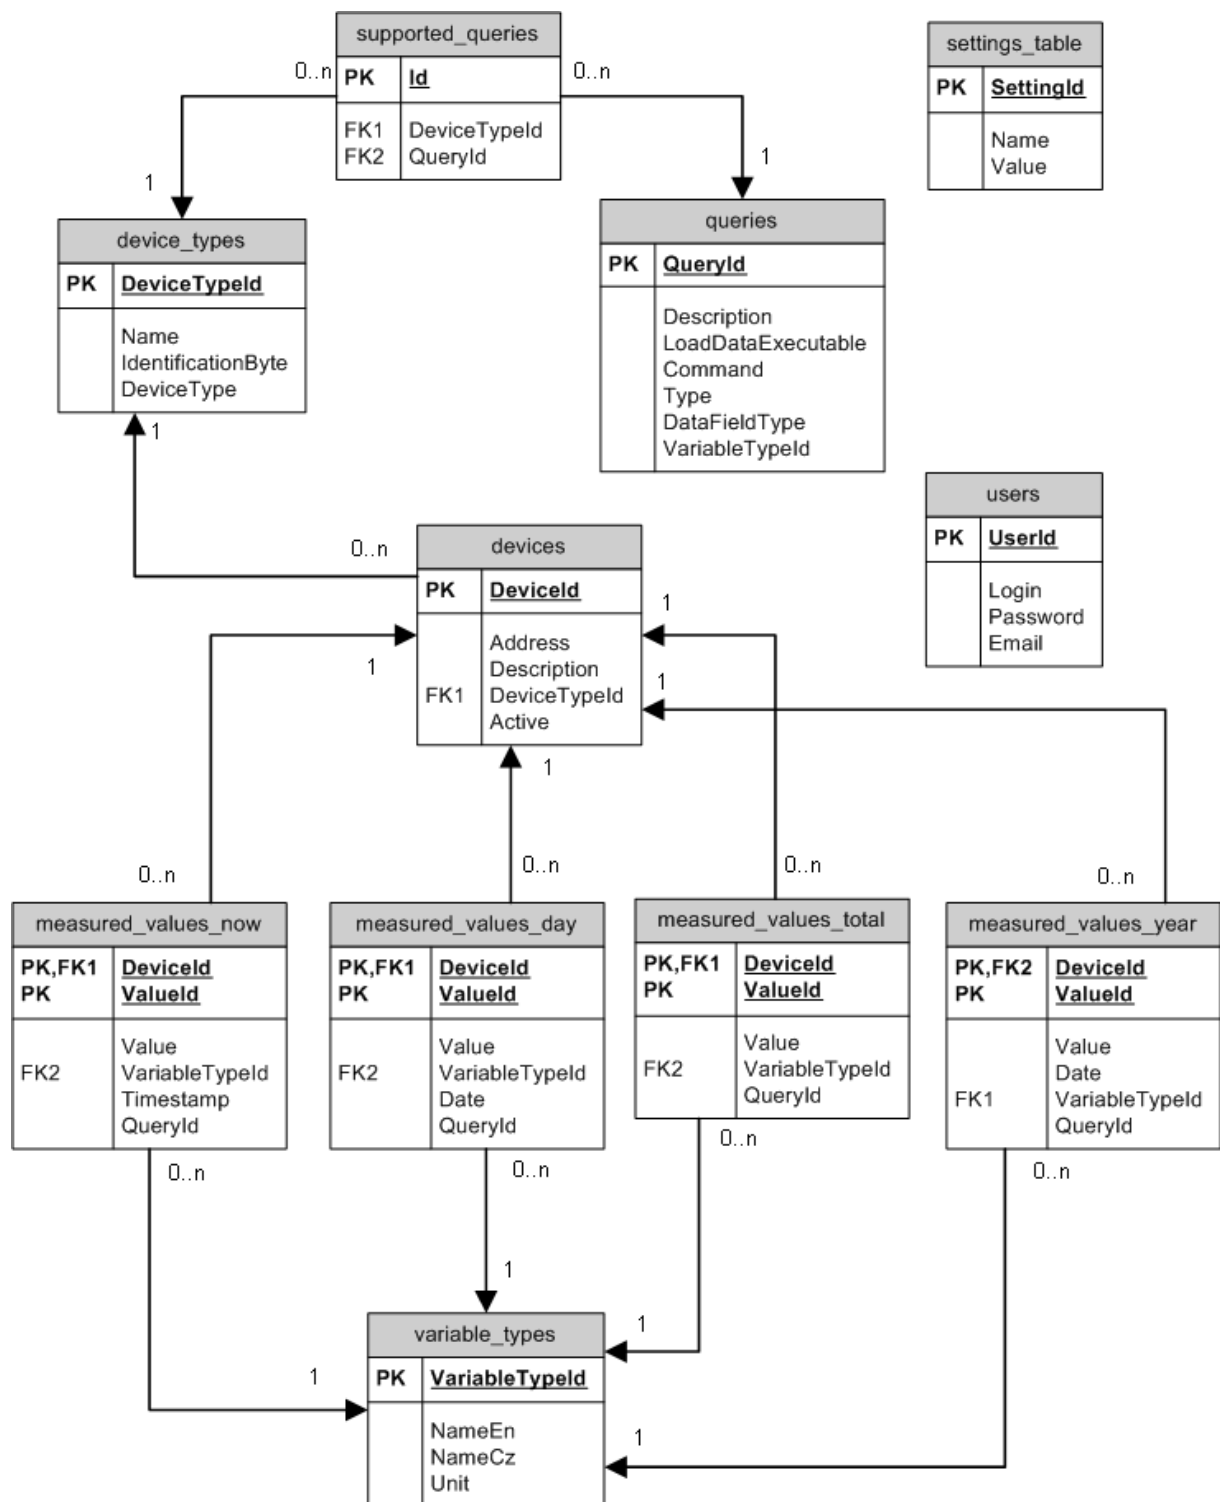 supported_queries
PK Id
FK1 DeviceTypeId
FK2 QueryId
0..n
0..n
1
1
settings_table
PK SettingId
Name
Value
device_types
PK DeviceTypeId
Name
IdentificationByte
DeviceType
1
queries
PK QueryId
Description
LoadDataExecutable
Command
Type
DataFieldType
VariableTypeId
users
PK UserId
Login
Password
Email
0..n
devices
PK DeviceId
Address
Description
FK1 DeviceTypeId
Active
1
1
1
1
0..n
0..n
0..n
0..n
measured_values_now
PK,FK1 DeviceId
PK ValueId
Value
FK2 VariableTypeId
Timestamp
QueryId
measured_values_day
PK,FK1 DeviceId
PK ValueId
Value
FK2 VariableTypeId
Date
QueryId
measured_values_total
PK,FK1 DeviceId
PK ValueId
Value
FK2 VariableTypeId
QueryId
measured_values_year
PK,FK2 DeviceId
PK ValueId
Value
Date
FK1 VariableTypeId
QueryId
0..n
0..n
0..n
0..n
1
1
1
1
variable_types
PK VariableTypeId
NameEn
NameCz
Unit